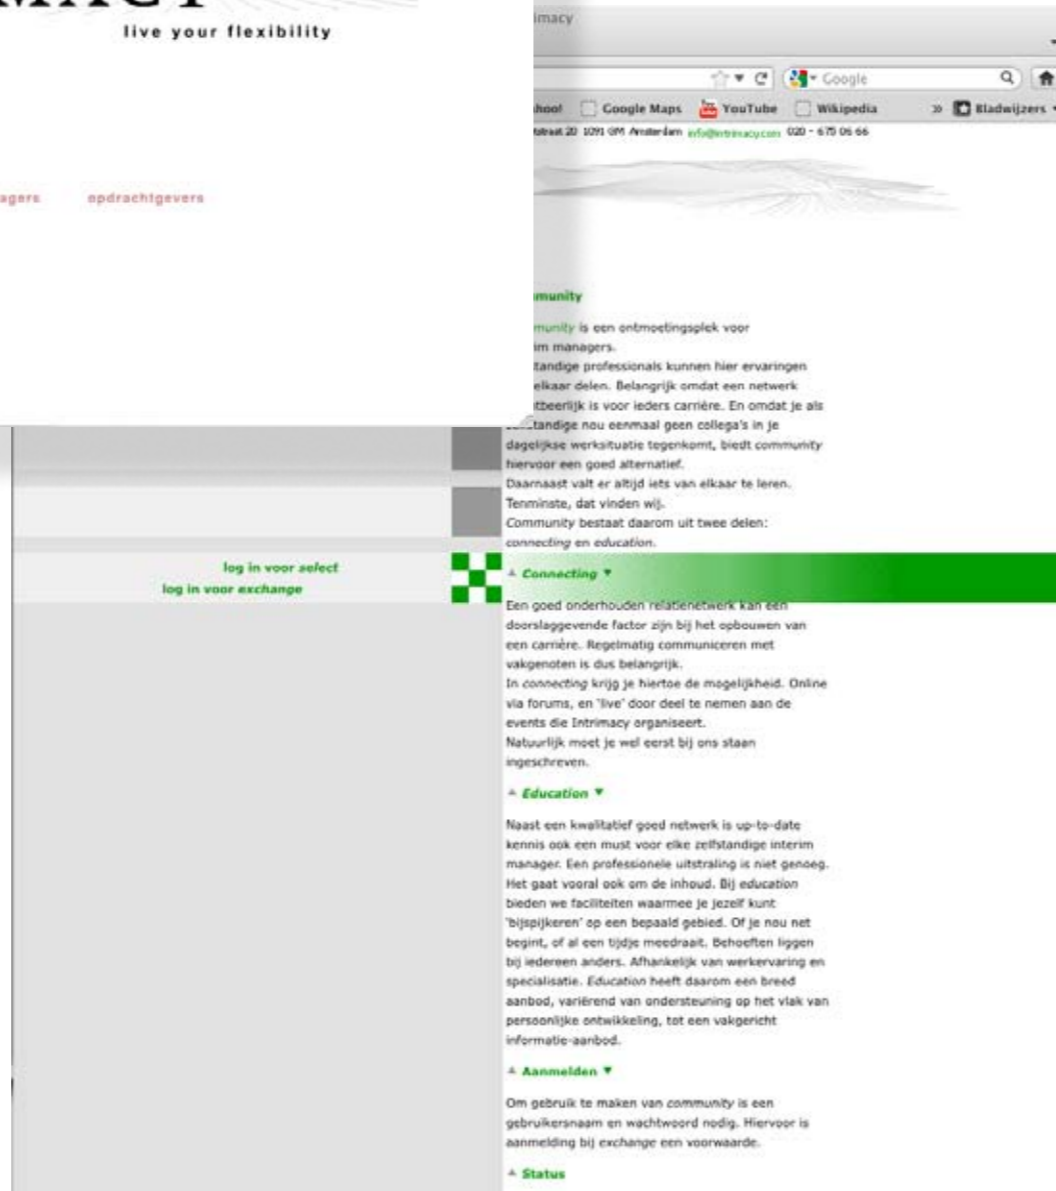 live your flexibility
opdrachtgevers
Google
Google Maps YouTube Wikipedia » Bladwijzers
20 1091 GM Amsterdam info@intrimacy.com 020 - 675 06 66
is een ontmoetingsplek voor
managers.
professionals kunnen hier ervaringen
elkaar delen. Belangrijk omdat een netwerk
is voor ieders carrière. En omdat je als
nou eenmaal geen collega's in je
dagelijkse werksituatie tegenkomt, biedt community
hiervoor een goed alternatief.
Daarnaast valt er altijd iets van elkaar te leren.
Tenminste, dat vinden wij.
Community bestaat daarom uit twee delen:
connecting en education.
log in voor select
log in voor exchange
Connecting
Een goed onderhouden relatienetwerk kan een
doorslaggevende factor zijn bij het opbouwen van
een carrière. Regelmatig communiceren met
vakgenoten is dus belangrijk.
In connecting krijg je hiertoe de mogelijkheid. Online
via forums, en 'live' door deel te nemen aan de
events die Intrimacy organiseert.
Natuurlijk moet je wel eerst bij ons staan
ingeschreven.
Education
Naast een kwalitatief goed netwerk is up-to-date
kennis ook een must voor elke zelfstandige interim
manager. Een professionele uitstraling is niet genoeg.
Het gaat vooral ook om de inhoud. Bij education
bieden we faciliteiten waarmee je jezelf kunt
'bijspijkeren' op een bepaald gebied. Of je nou net
begint, of al een tijdje meedraait. Behoeften liggen
bij iedereen anders. Afhankelijk van werkervaring en
specialisatie. Education heeft daarom een breed
aanbod, variërend van ondersteuning op het vlak van
persoonlijke ontwikkeling, tot een vakgericht
informatie-aanbod.
Aanmelden
Om gebruik te maken van community is een
gebruikersnaam en wachtwoord nodig. Hiervoor is
aanmelding bij exchange een voorwaarde.
Status